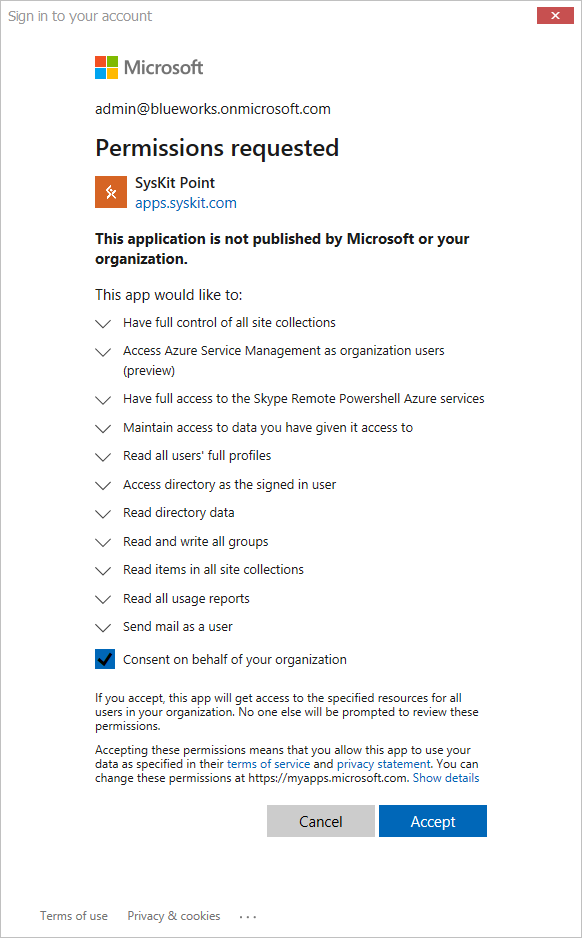 Sign in to your account
Microsoft
admin@blueworks.onmicrosoft.com
Permissions requested
SysKit Point
apps.syskit.com
This application is not published by Microsoft or your
organization.
This app would like to:
Have full control of all site collections
Access Azure Service Management as organization users
(preview)
Have full access to the Skype Remote Powershell Azure services
Maintain access to data you have given it access to
Read all users' full profiles
Access directory as the signed in user
Read directory data
Read and write all groups
Read items in all site collections
Read all usage reports
Send mail as a user
Consent on behalf of your organization
If you accept, this app will get access to the specified resources for all
users in your organization. No one else will be prompted to review these
permissions.
Accepting these permissions means that you allow this app to use your
data as specified in their terms of service and privacy statement. You can
change these permissions at https://myapps.microsoft.com. Show details
Cancel
Accept
Terms of use
Privacy & cookies
...